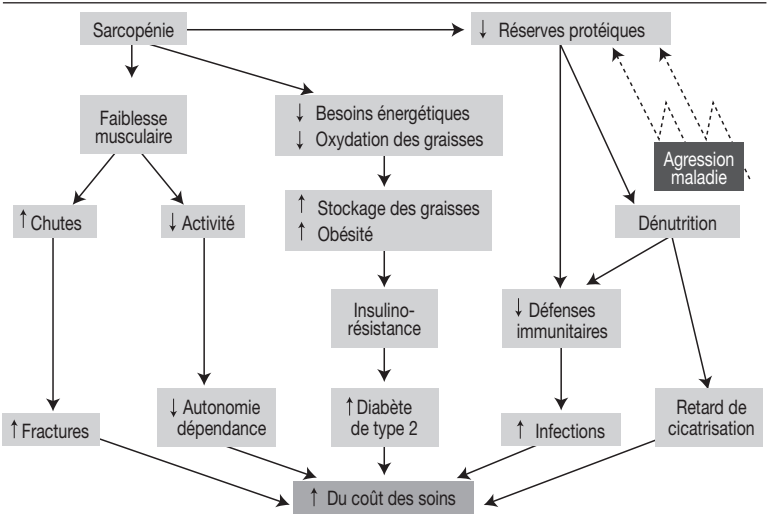 Sarcopénie
↓ Réserves protéiques
Faiblesse
musculaire
↓ Besoins énergétiques
↓ Oxydation des graisses
Agression
maladie
↑ Chutes
↓ Activité
↑ Stockage des graisses
↑ Obésité
Dénutrition
Insulino-
résistance
↓ Défenses
immunitaires
↑ Fractures
↓ Autonomie
dépendance
↑ Diabète
de type 2
↑ Infections
Retard de
cicatrisation
↑ Du coût des soins